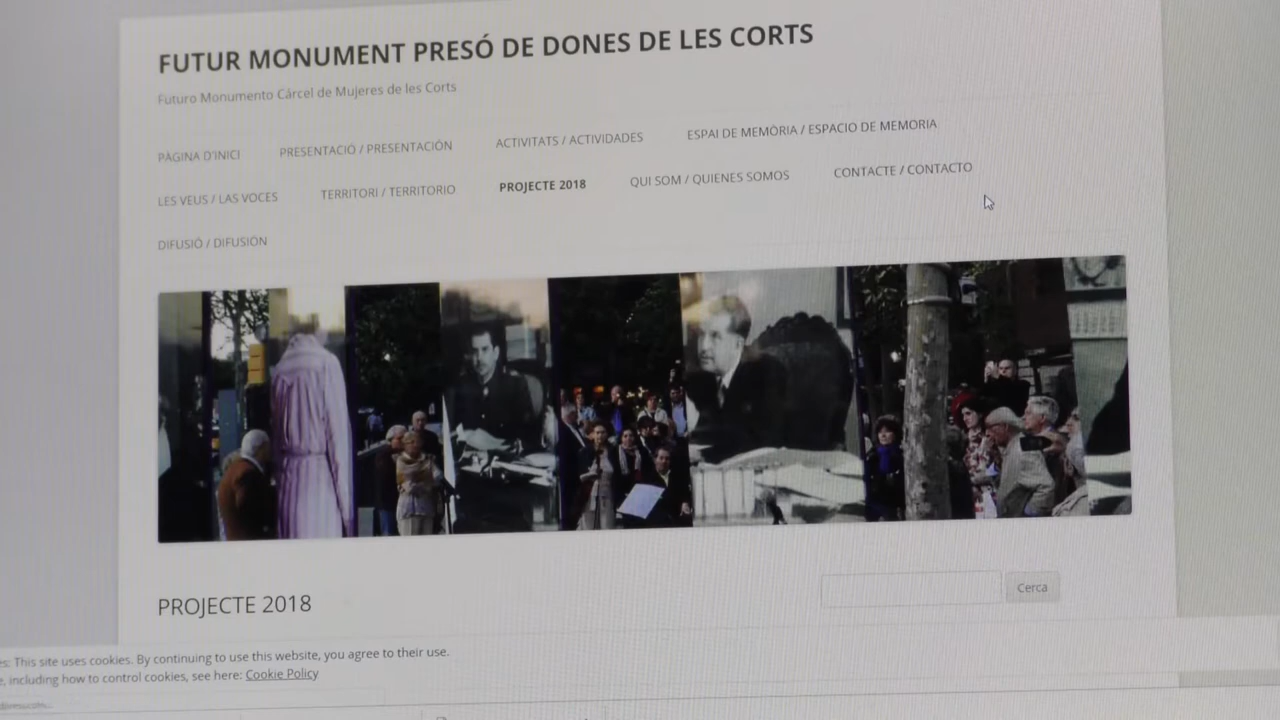 FUTUR MONUMENT PRESÓ DE DONES DE LES CORTS
Futuro Monumento Cárcel de Mujeres de les Corts
PÀGINA D'INICI PRESENTACIÓ / PRESENTACIÓN ACTIVITATS / ACTIVIDADES ESPAI DE MEMÒRIA / ESPACIO DE MEMORIA
LES VEUS / LAS VOCES TERRITORI / TERRITORIO PROJECTE 2018 QUI SOM / QUIENES SOMOS CONTACTE / CONTACTO
DIFUSIÓ / DIFUSIÓN
PROJECTE 2018
Cerca
This site uses cookies. By continuing to use this website, you agree to their use.
including how to control cookies, see here: Cookie Policy